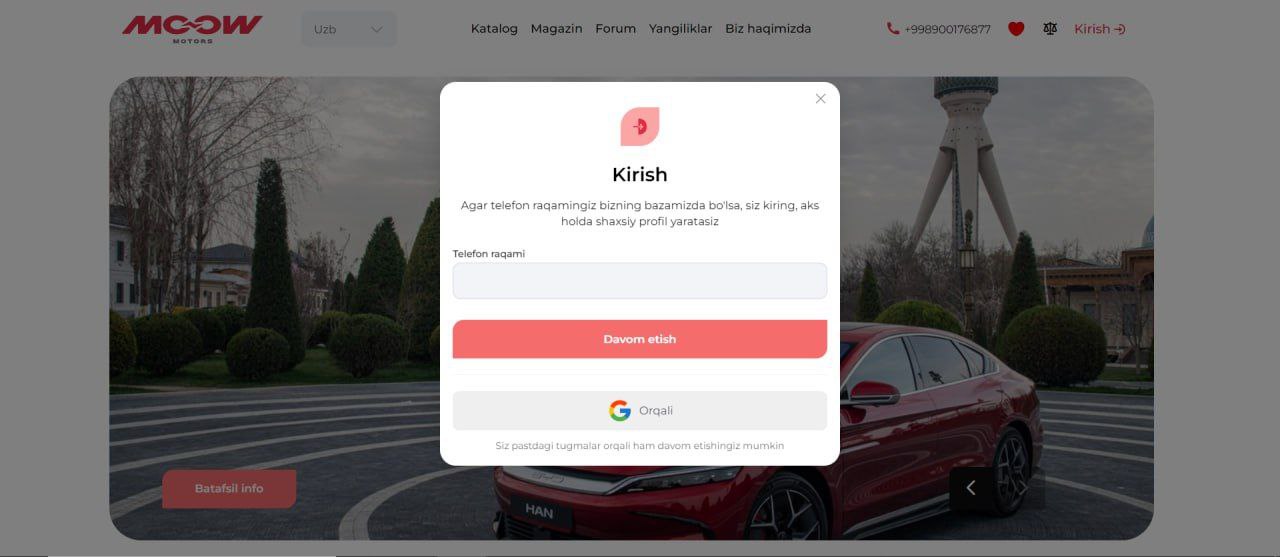 MOOW
MOTORS
Uzb
Katalog Magazin Forum Yangiliklar Biz haqimizda
+998900176877
Kirish
Kirish
Agar telefon raqamingiz bizning bazamizda bo'lsa, siz kiring, aks
holda shaxsiy profil yaratasiz
Telefon raqami
Davom etish
Orqali
Siz pastdagi tugmalar orqali ham davom etishingiz mumkin
Batafsil info
HAN